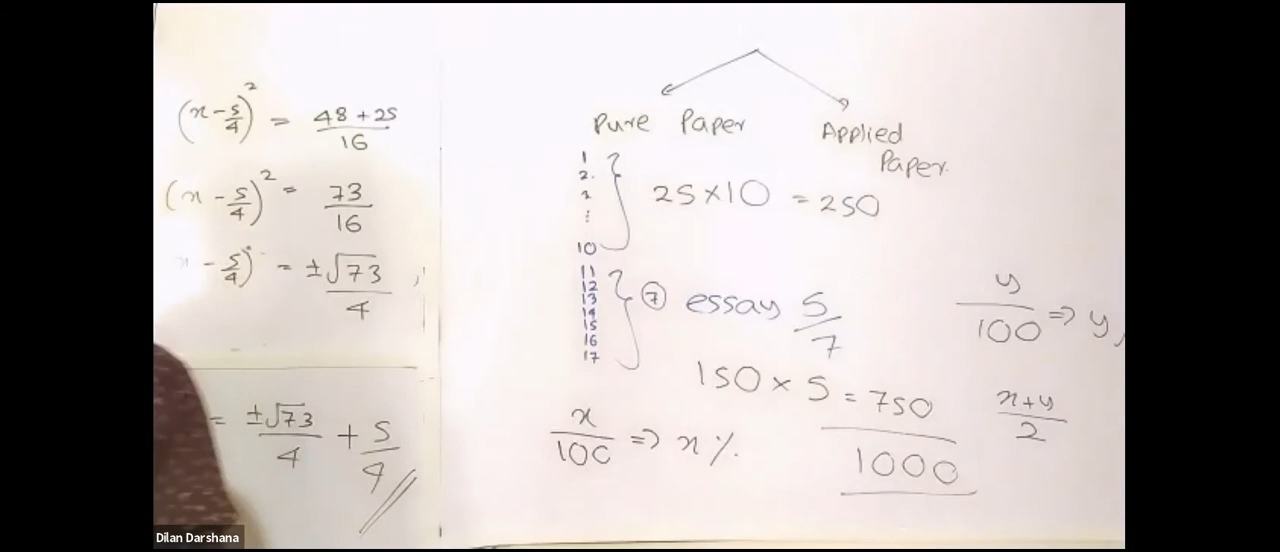 (x - 5/4)² = 48 + 25 / 16
(x - 5/4)² = 73 / 16
- 5/4) = ±√73 / 4
= ±√73 / 4 + 5/4
Pure Paper
Applied Paper
1
2.
⋮
10
25 × 10 = 250
11
12
13
14
15
16
17
⑦ essay 5/7
150 × 5 = 750
1000
x/100 => x %.
y/100 => y
x+y / 2
Dilan Darshana